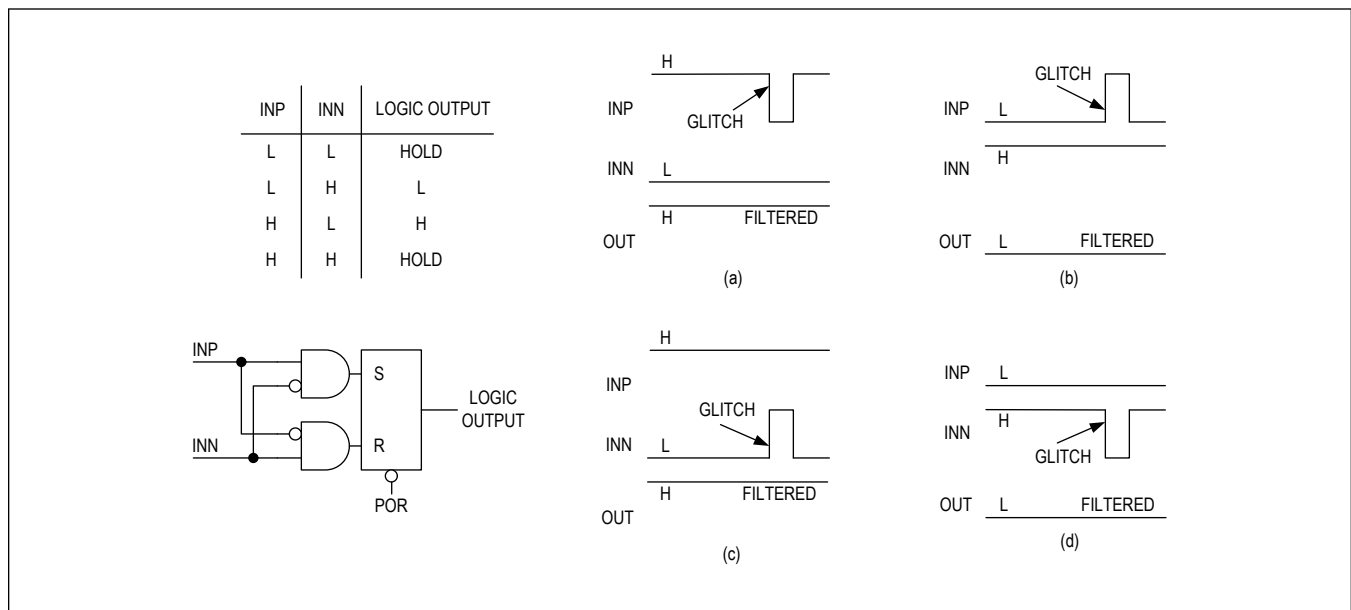 INP INN LOGIC OUTPUT
L L HOLD
L H L
H L H
H H HOLD
INP
INN
S
R
POR
LOGIC
OUTPUT
H
INP
GLITCH
INN L
H FILTERED
OUT
(a)
GLITCH
INP L
H
INN
OUT L FILTERED
(b)
H
INP
GLITCH
INN L
H FILTERED
OUT
(c)
INP L
H
INN
GLITCH
OUT L FILTERED
(d)